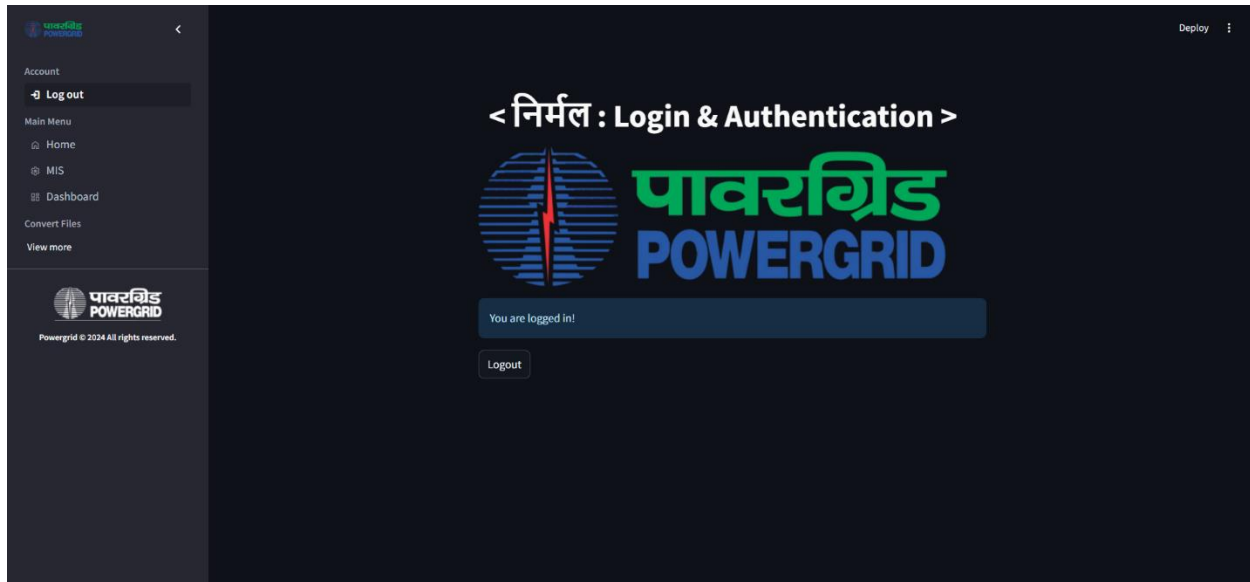 पावरग्रिड
POWERGRID
Account
Log out
Main Menu
Home
MIS
Dashboard
Convert Files
View more
पावरग्रिड
POWERGRID
Powergrid © 2024 All rights reserved.
Deploy
< निर्मल : Login & Authentication >
पावरग्रिड
POWERGRID
You are logged in!
Logout